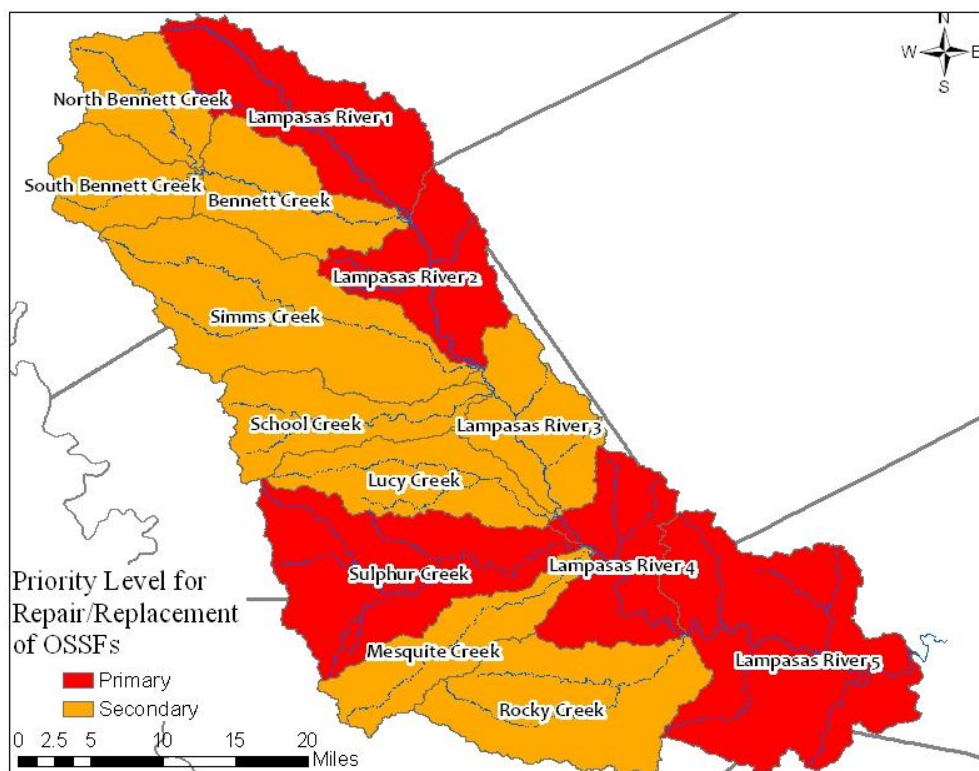 N
W E
S
North Bennett Creek
Lampasas River 1
South Bennett Creek
Bennett Creek
Lampasas River 2
Simms Creek
School Creek
Lampasas River 3
Lucy Creek
Sulphur Creek
Lampasas River 4
Mesquite Creek
Lampasas River 5
Rocky Creek
Priority Level for
Repair/Replacement
of OSSFs
Primary
Secondary
0 2.5 5 10 15 20
Miles